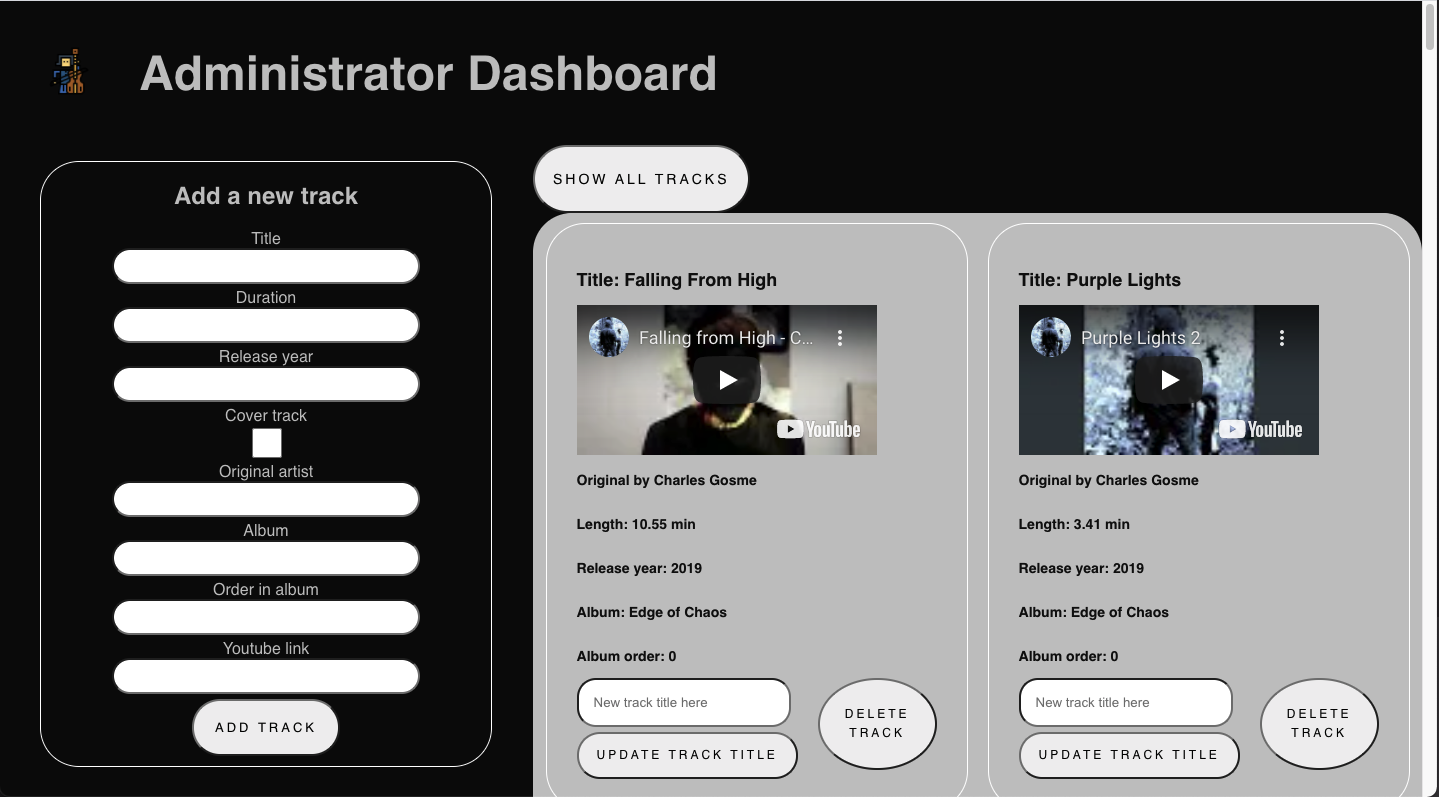 Administrator Dashboard
Add a new track
Title
Duration
Release year
Cover track
Original artist
Album
Order in album
Youtube link
ADD TRACK
SHOW ALL TRACKS
Title: Falling From High
Falling from High - C...
YouTube
Original by Charles Gosme
Length: 10.55 min
Release year: 2019
Album: Edge of Chaos
Album order: 0
New track title here
UPDATE TRACK TITLE
DELETE
TRACK
Title: Purple Lights
Purple Lights 2
YouTube
Original by Charles Gosme
Length: 3.41 min
Release year: 2019
Album: Edge of Chaos
Album order: 0
New track title here
UPDATE TRACK TITLE
DELETE
TRACK